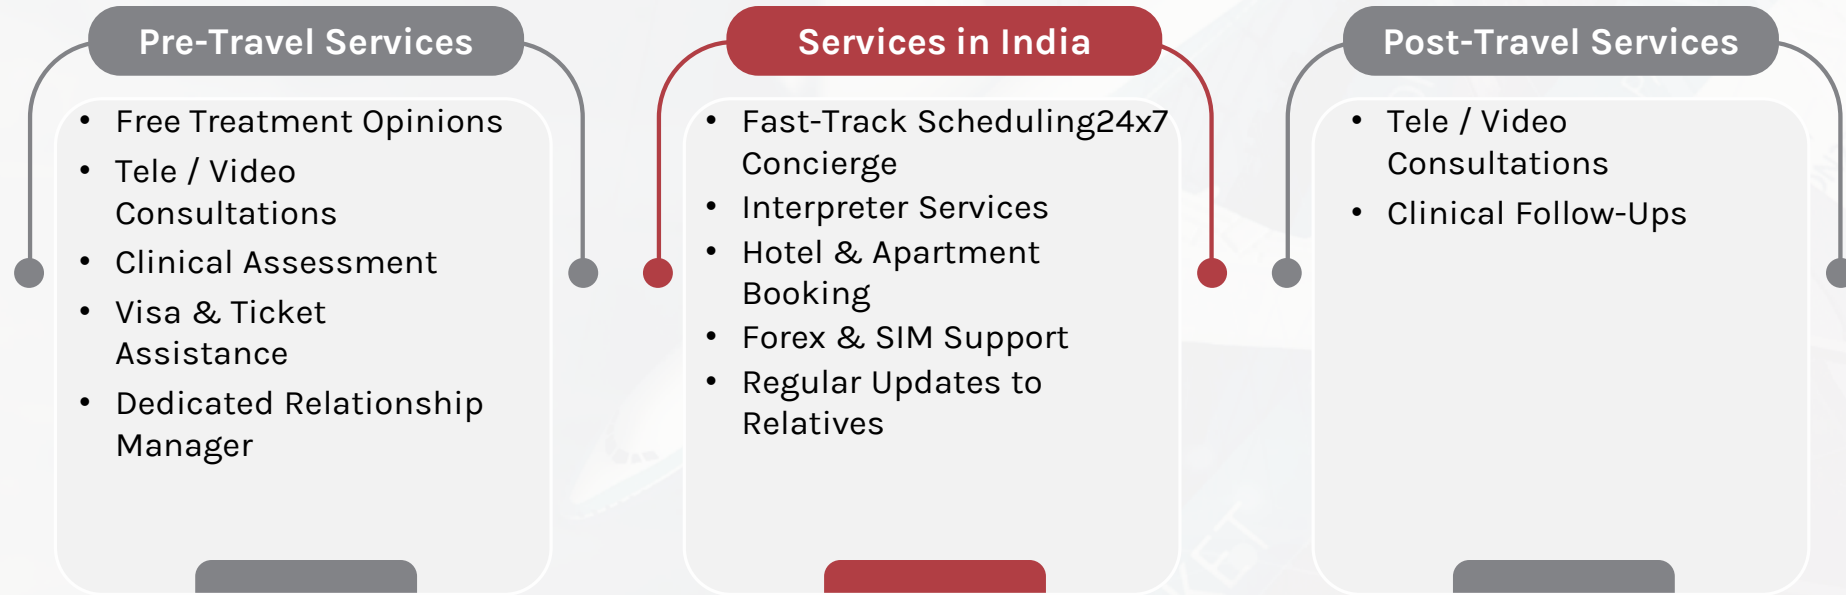 Pre-Travel Services
• Free Treatment Opinions
• Tele / Video
Consultations
• Clinical Assessment
• Visa & Ticket
Assistance
• Dedicated Relationship
Manager
Services in India
• Fast-Track Scheduling24x7
Concierge
• Interpreter Services
• Hotel & Apartment
Booking
• Forex & SIM Support
• Regular Updates to
Relatives
Post-Travel Services
• Tele / Video
Consultations
• Clinical Follow-Ups